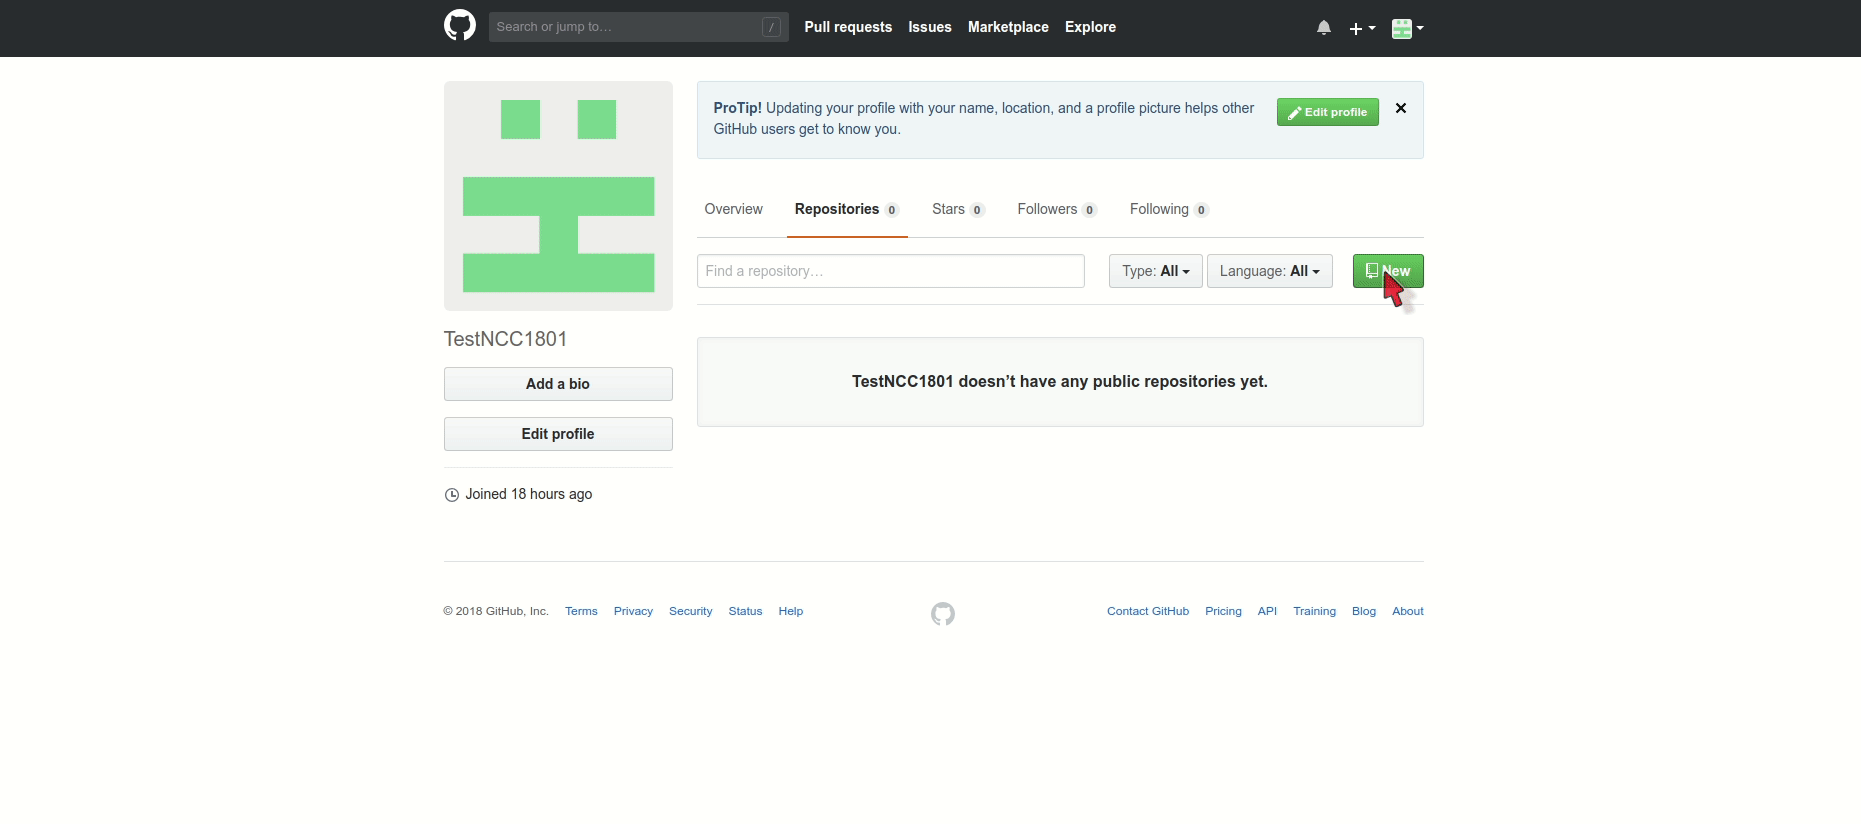 Search or jump to…
/
Pull requests Issues Marketplace Explore
ProTip! Updating your profile with your name, location, and a profile picture helps other
GitHub users get to know you.
Edit profile
Overview Repositories 0 Stars 0 Followers 0 Following 0
Find a repository…
Type: All Language: All New
TestNCC1801
Add a bio
Edit profile
Joined 18 hours ago
TestNCC1801 doesn’t have any public repositories yet.
© 2018 GitHub, Inc. Terms Privacy Security Status Help
Contact GitHub Pricing API Training Blog About